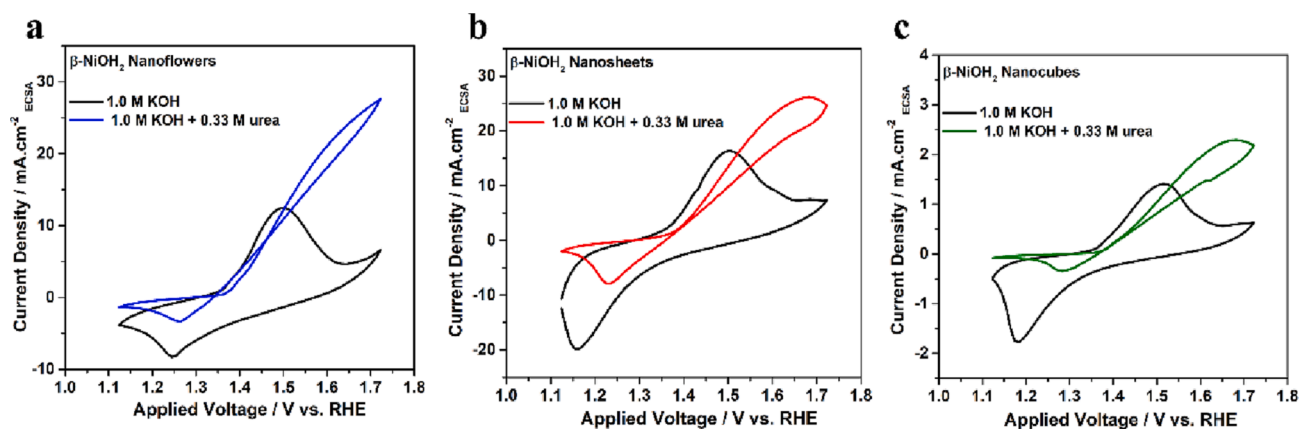 a
β-NiOH₂ Nanoflowers
1.0 M KOH
1.0 M KOH + 0.33 M urea
Current Density / mA.cm⁻² ECSA
30
20
10
0
-10
1.0 1.1 1.2 1.3 1.4 1.5 1.6 1.7 1.8
Applied Voltage / V vs. RHE
b
β-NiOH₂ Nanosheets
1.0 M KOH
1.0 M KOH + 0.33 M urea
Current Density / mA.cm⁻² ECSA
30
20
10
0
-10
-20
1.0 1.1 1.2 1.3 1.4 1.5 1.6 1.7 1.8
Applied Voltage / V vs. RHE
c
β-NiOH₂ Nanocubes
1.0 M KOH
1.0 M KOH + 0.33 M urea
Current Density / mA.cm⁻² ECSA
4
3
2
1
0
-1
-2
1.0 1.1 1.2 1.3 1.4 1.5 1.6 1.7 1.8
Applied Voltage / V vs. RHE